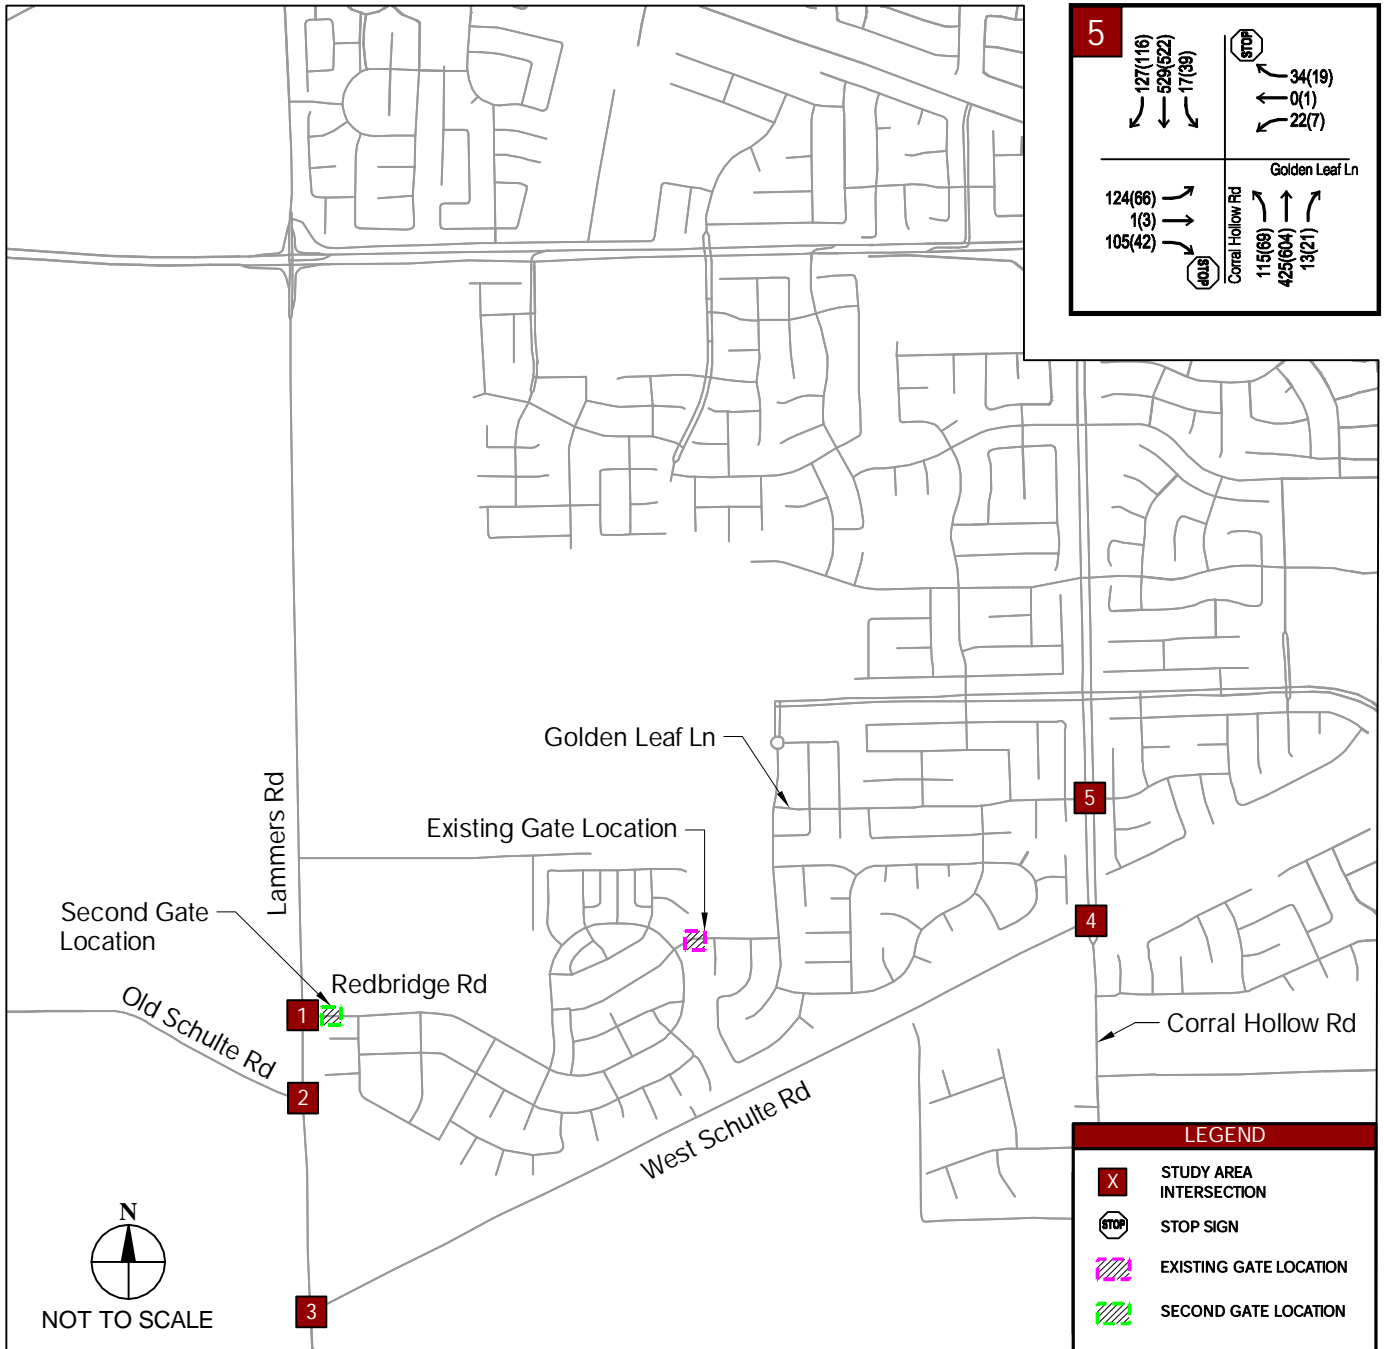 5
127(116)
529(522)
17(39)
STOP
34(19)
0(1)
22(7)
Golden Leaf Ln
124(66)
1(3)
105(42)
STOP
Corral Hollow Rd
115(69)
425(604)
13(21)
Golden Leaf Ln
Lammers Rd
Existing Gate Location
5
Second Gate
Location
4
Redbridge Rd
Old Schulte Rd
1
Corral Hollow Rd
2
West Schulte Rd
3
N
NOT TO SCALE
LEGEND
X
STUDY AREA
INTERSECTION
STOP
STOP SIGN
EXISTING GATE LOCATION
SECOND GATE LOCATION